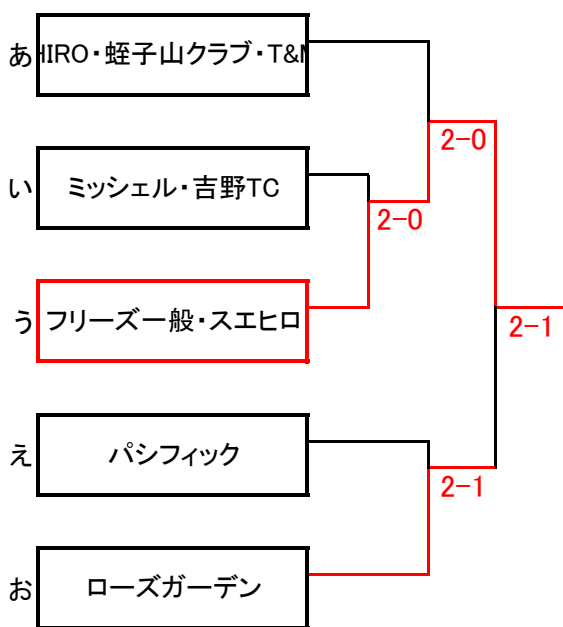 あ HIRO・蛭子山クラブ・T&M
2-0
い ミッシェル・吉野TC
2-0
う フリーズ一般・スエヒロ
2-1
え パシフィック
2-1
お ローズガーデン